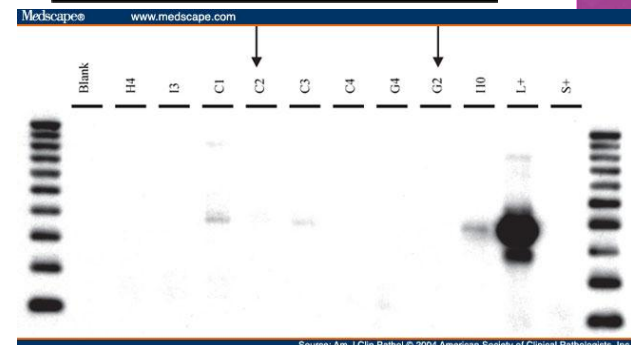 Medscape® www.medscape.com
Blank H4 I3 C1 C2 C3 C4 G4 G2 I10 L+ S+
Source: Am J Clin Pathol © 2004 American Society of Clinical Pathologists, Inc